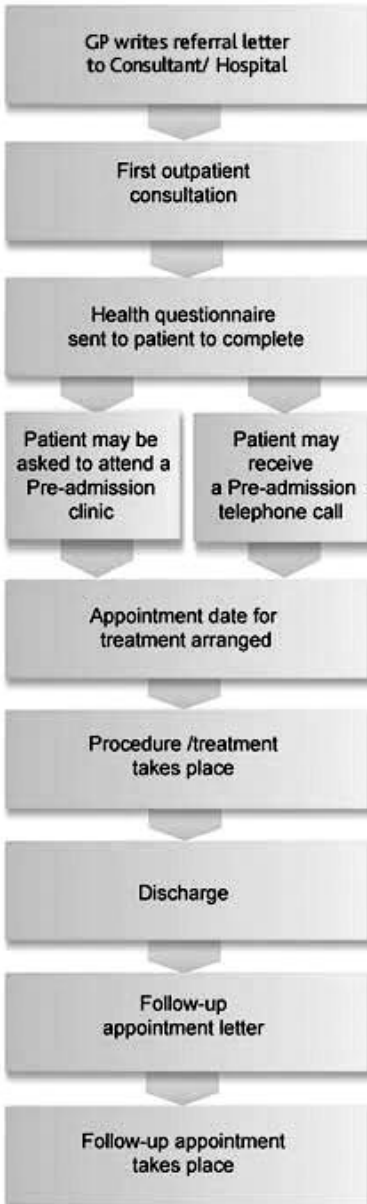 GP writes referral letter
to Consultant/ Hospital
First outpatient
consultation
Health questionnaire
sent to patient to complete
Patient may be
asked to attend a
Pre-admission
clinic
Patient may
receive
a Pre-admission
telephone call
Appointment date for
treatment arranged
Procedure /treatment
takes place
Discharge
Follow-up
appointment letter
Follow-up appointment
takes place